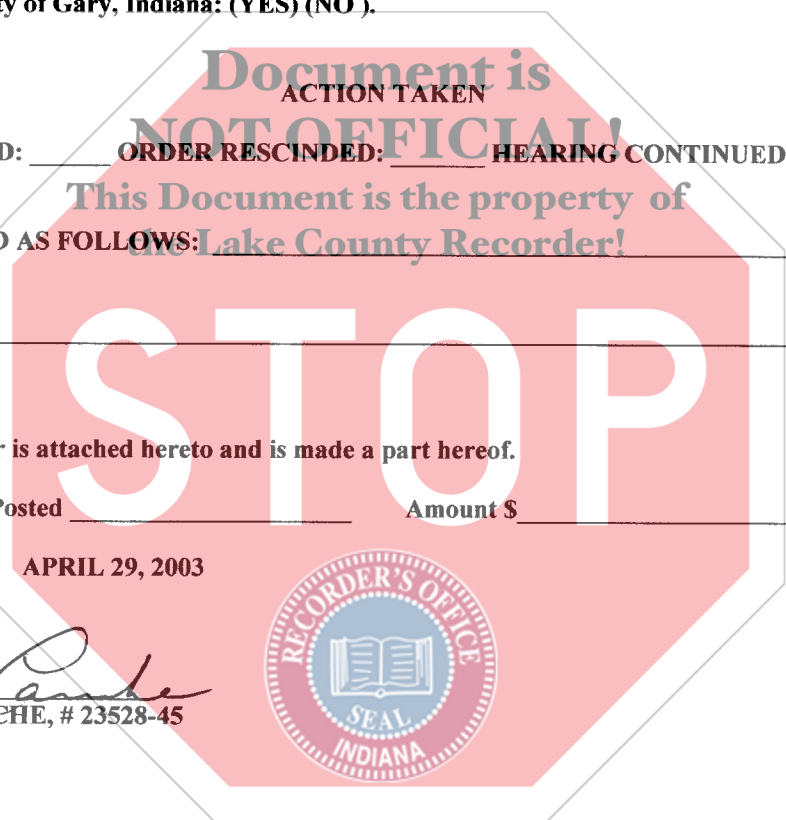 ty of Gary, Indiana: (YES) (NO ).
Document is
ACTION TAKEN
NOT OFFICIAL!
D: ______ ORDER RESCINDED: _______ HEARING CONTINUED
This Document is the property of
D AS FOLLOWS:
the Lake County Recorder!
STOP
r is attached hereto and is made a part hereof.
Posted ____________________ Amount $____________________
APRIL 29, 2003
RECORDER'S OFFICE
SEAL
INDIANA
CHE, # 23528-45